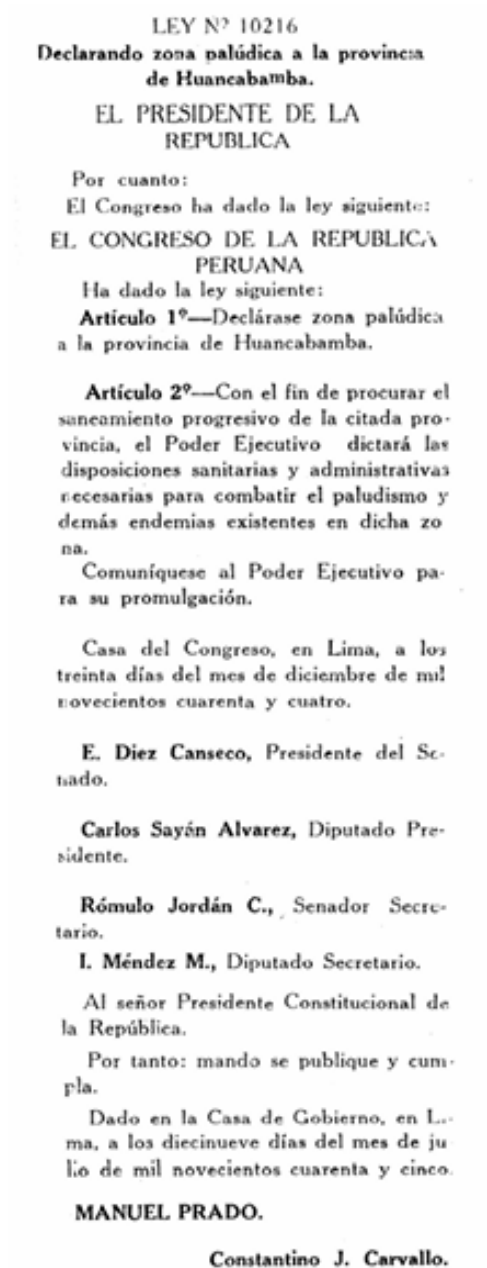 LEY Nº 10216
Declarando zona palúdica a la provincia
de Huancabamba.
EL PRESIDENTE DE LA
REPUBLICA
Por cuanto:
El Congreso ha dado la ley siguiente:
EL CONGRESO DE LA REPUBLICA
PERUANA
Ha dado la ley siguiente:
Artículo 1º—Declárase zona palúdica
a la provincia de Huancabamba.
Artículo 2º—Con el fin de procurar el
saneamiento progresivo de la citada pro-
vincia, el Poder Ejecutivo dictará las
disposiciones sanitarias y administrativas
necesarias para combatir el paludismo y
demás endemias existentes en dicha zo
na.
Comuníquese al Poder Ejecutivo pa-
ra su promulgación.
Casa del Congreso, en Lima, a los
treinta días del mes de diciembre de mil
novecientos cuarenta y cuatro.
E. Diez Canseco, Presidente del Se-
nado.
Carlos Sayán Alvarez, Diputado Pre-
sidente.
Rómulo Jordán C., Senador Secre-
tario.
I. Méndez M., Diputado Secretario.
Al señor Presidente Constitucional de
la República.
Por tanto: mando se publique y cum-
pla.
Dado en la Casa de Gobierno, en Li-
ma, a los diecinueve días del mes de ju
lio de mil novecientos cuarenta y cinco.
MANUEL PRADO.
Constantino J. Carvallo.